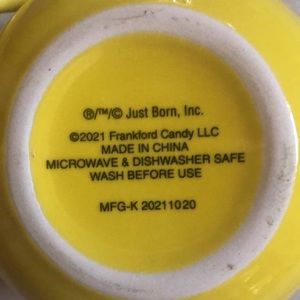 ®/™/© Just Born, Inc.
©2021 Frankford Candy LLC
MADE IN CHINA
MICROWAVE & DISHWASHER SAFE
WASH BEFORE USE
MFG-K 20211020